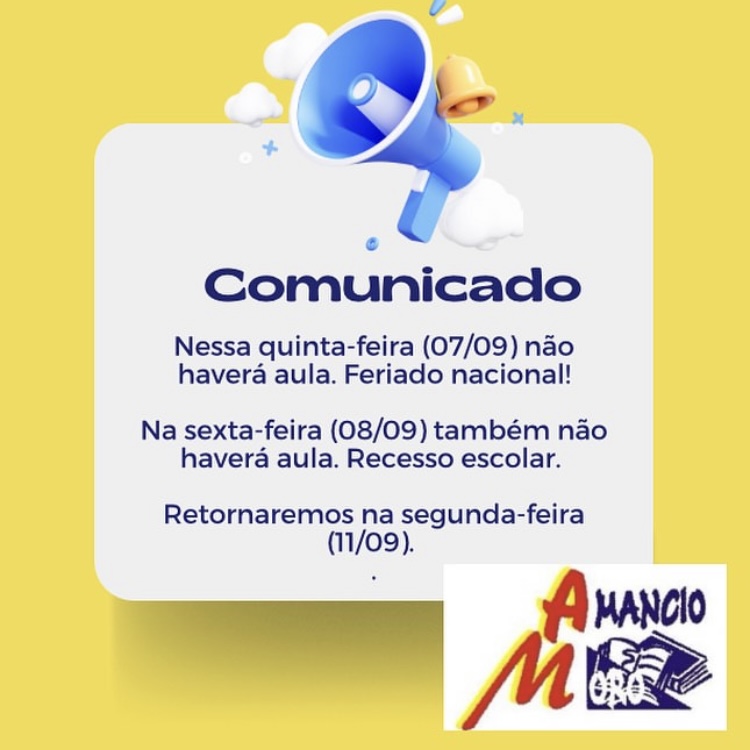 Comunicado
Nessa quinta-feira (07/09) não
haverá aula. Feriado nacional!
Na sexta-feira (08/09) também não
haverá aula. Recesso escolar.
Retornaremos na segunda-feira
(11/09).
.
AMANCIO
MORO